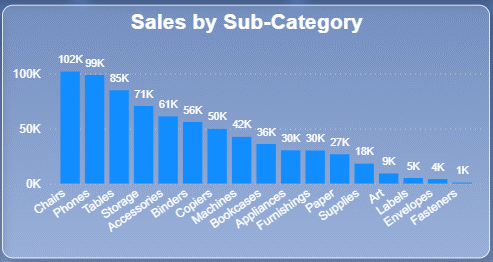 Sales by Sub-Category
100K
50K
0K
102K
99K
85K
71K
61K
56K
50K
42K
36K
30K
30K
27K
18K
9K
5K
4K
1K
Chairs
Phones
Tables
Storage
Accessories
Binders
Copiers
Machines
Bookcases
Appliances
Furnishings
Paper
Supplies
Art
Labels
Envelopes
Fasteners